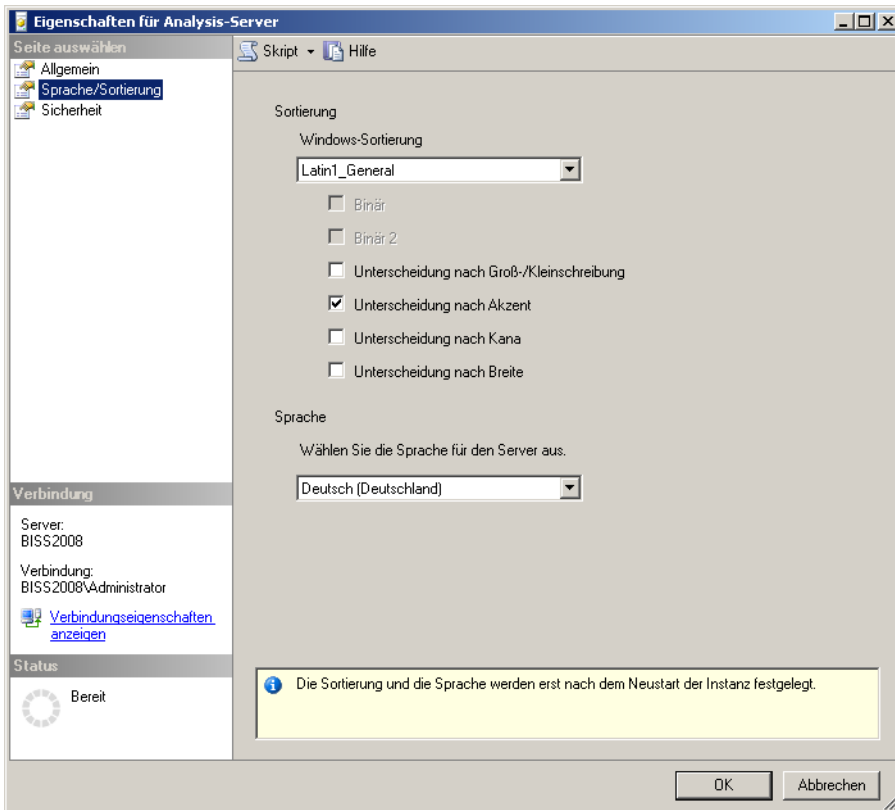 Eigenschaften für Analysis-Server
Seite auswählen
Allgemein
Sprache/Sortierung
Sicherheit
Skript
Hilfe
Sortierung
Windows-Sortierung
Latin1_General
Binär
Binär 2
Unterscheidung nach Groß-/Kleinschreibung
Unterscheidung nach Akzent
Unterscheidung nach Kana
Unterscheidung nach Breite
Sprache
Wählen Sie die Sprache für den Server aus.
Deutsch (Deutschland)
Verbindung
Server:
BISS2008
Verbindung:
BISS2008\Administrator
Verbindungseigenschaften
anzeigen
Status
Bereit
Die Sortierung und die Sprache werden erst nach dem Neustart der Instanz festgelegt.
OK
Abbrechen